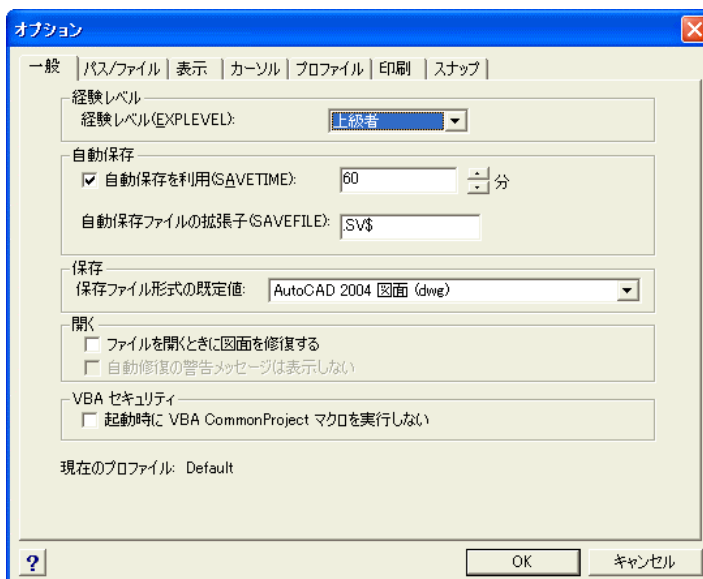 オプション
一般 パス/ファイル 表示 カーソル プロファイル 印刷 スナップ
経験レベル
経験レベル(EXPLEVEL): 上級者
自動保存
自動保存を利用(SAVETIME): 60 分
自動保存ファイルの拡張子(SAVEFILE): .SV$
保存
保存ファイル形式の既定値: AutoCAD 2004 図面 (dwg)
開く
ファイルを開くときに図面を修復する
自動修復の警告メッセージは表示しない
VBA セキュリティ
起動時に VBA CommonProject マクロを実行しない
現在のプロファイル: Default
? OK キャンセル